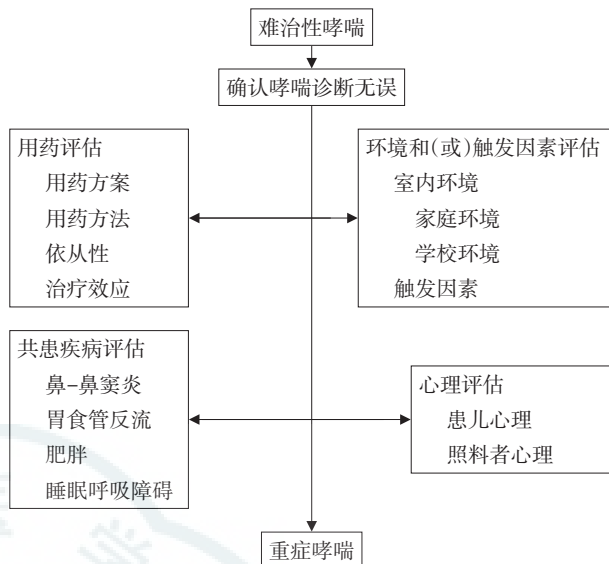 难治性哮喘
确认哮喘诊断无误
用药评估
用药方案
用药方法
依从性
治疗效应
环境和(或)触发因素评估
室内环境
家庭环境
学校环境
触发因素
共患疾病评估
鼻-鼻窦炎
胃食管反流
肥胖
睡眠呼吸障碍
心理评估
患儿心理
照料者心理
重症哮喘